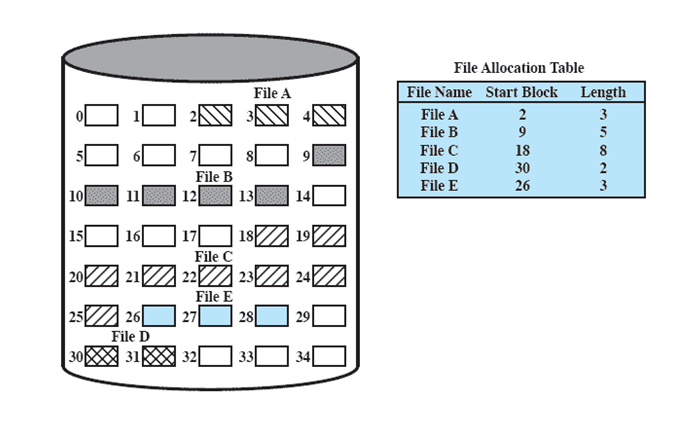 File Allocation Table
File Name Start Block Length
File A 2 3
File B 9 5
File C 18 8
File D 30 2
File E 26 3
File A
0 1 2 3 4
5 6 7 8 9
File B
10 11 12 13 14
15 16 17 18 19
File C
20 21 22 23 24
File E
25 26 27 28 29
File D
30 31 32 33 34